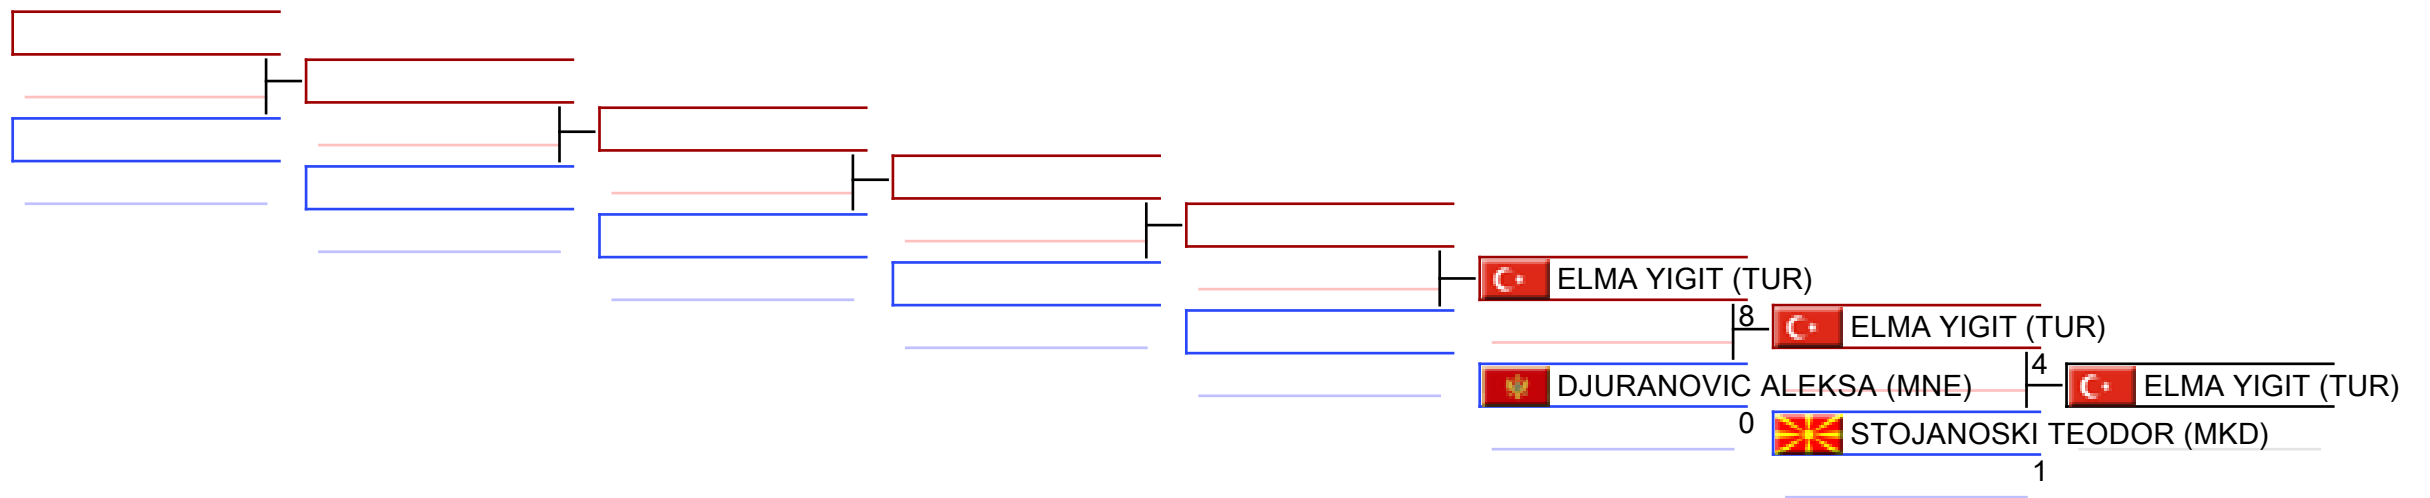 ELMA YIGIT (TUR)
8
ELMA YIGIT (TUR)
4
DJURANOVIC ALEKSA (MNE)
ELMA YIGIT (TUR)
0
STOJANOSKI TEODOR (MKD)
1